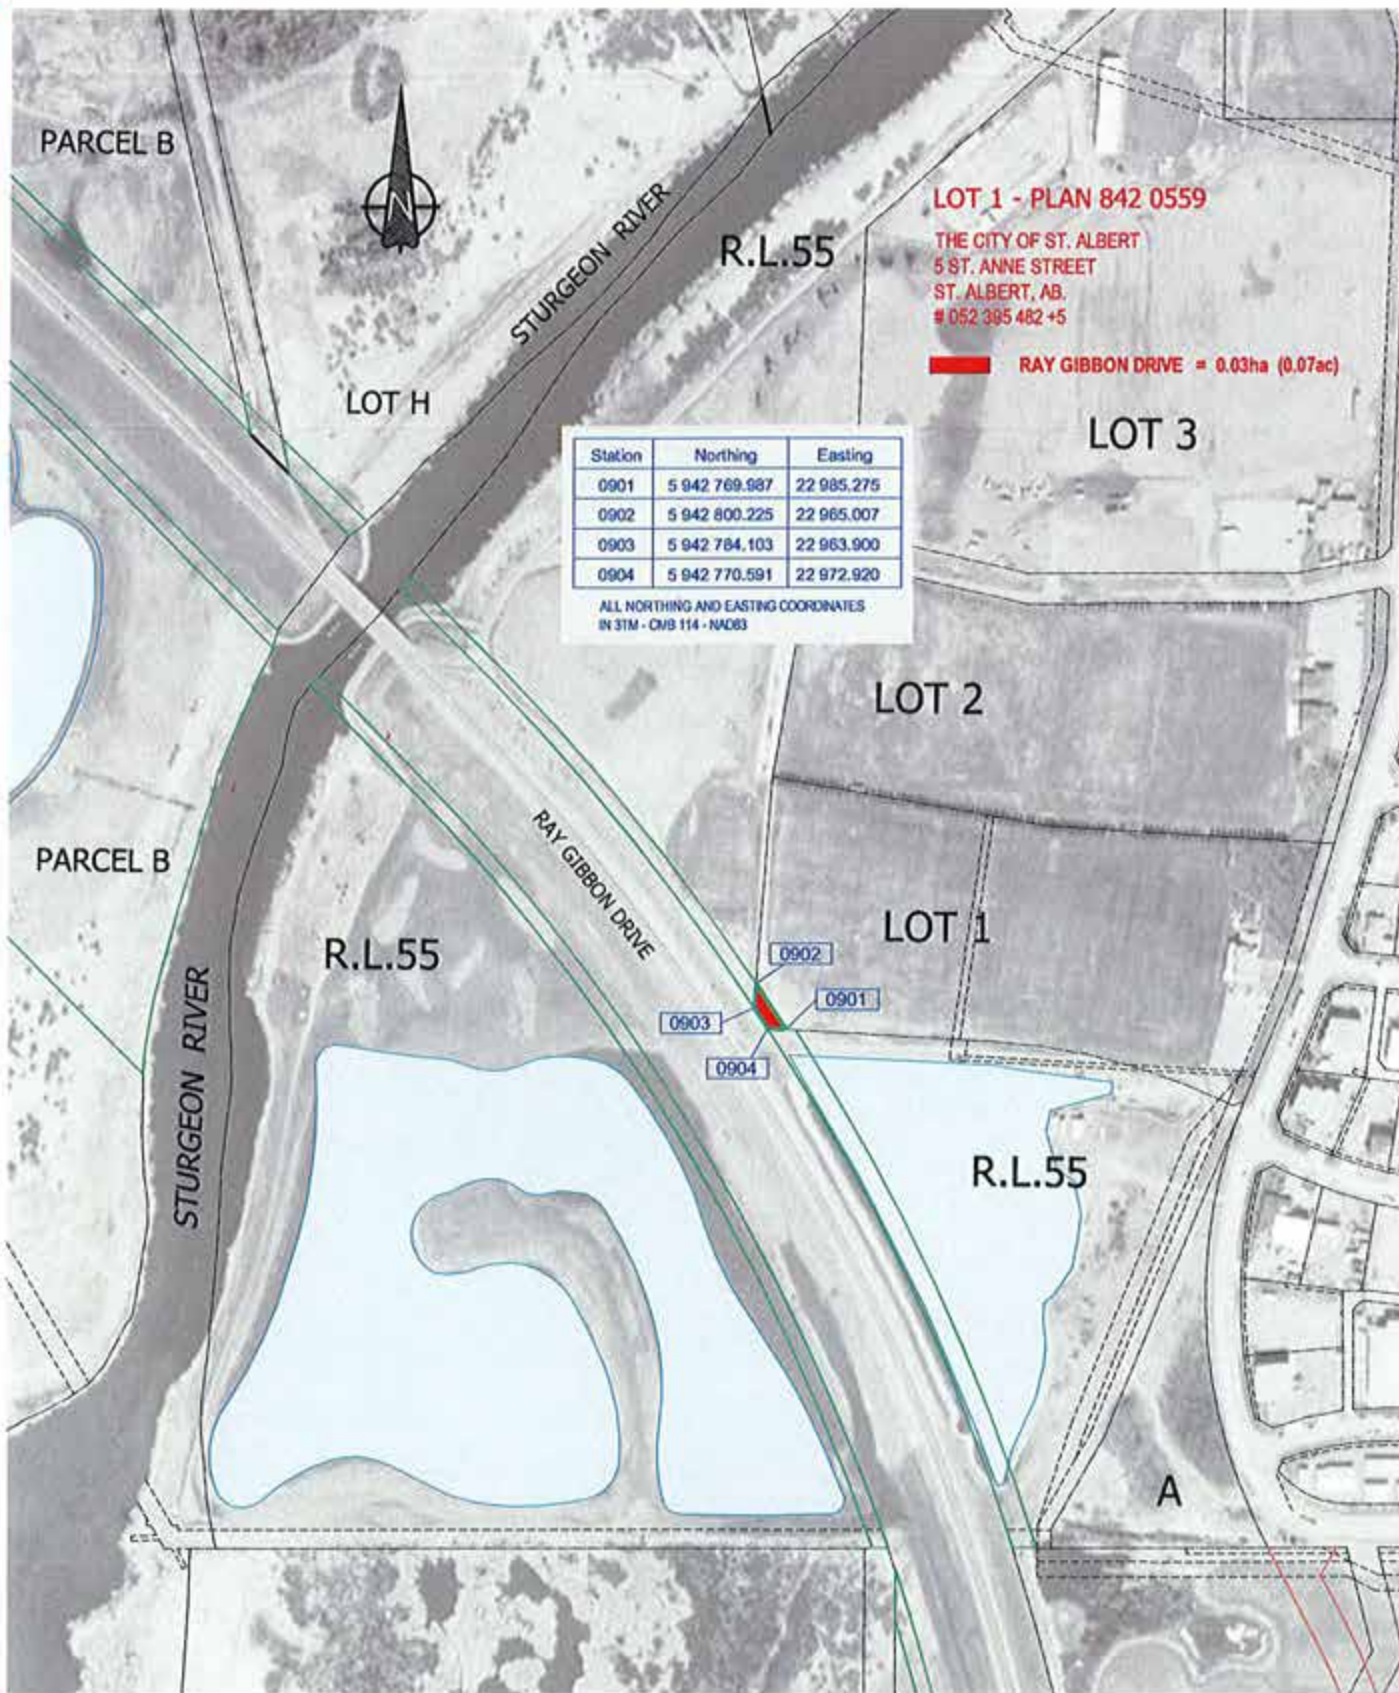 PARCEL B
N
STURGEON RIVER
R.L.55
LOT 1 - PLAN 842 0559
THE CITY OF ST. ALBERT
5 ST. ANNE STREET
ST. ALBERT, AB.
# 052 395 482 +5
RAY GIBBON DRIVE = 0.03ha (0.07ac)
LOT H
LOT 3
Station Northing Easting
0901 5 942 769.987 22 985.275
0902 5 942 800.225 22 965.007
0903 5 942 784.103 22 963.900
0904 5 942 770.591 22 972.920
ALL NORTHING AND EASTING COORDINATES
IN 3TM - CMB 114 - NAD83
LOT 2
PARCEL B
RAY GIBBON DRIVE
LOT 1
R.L.55
0902
0901
0903
0904
STURGEON RIVER
R.L.55
A